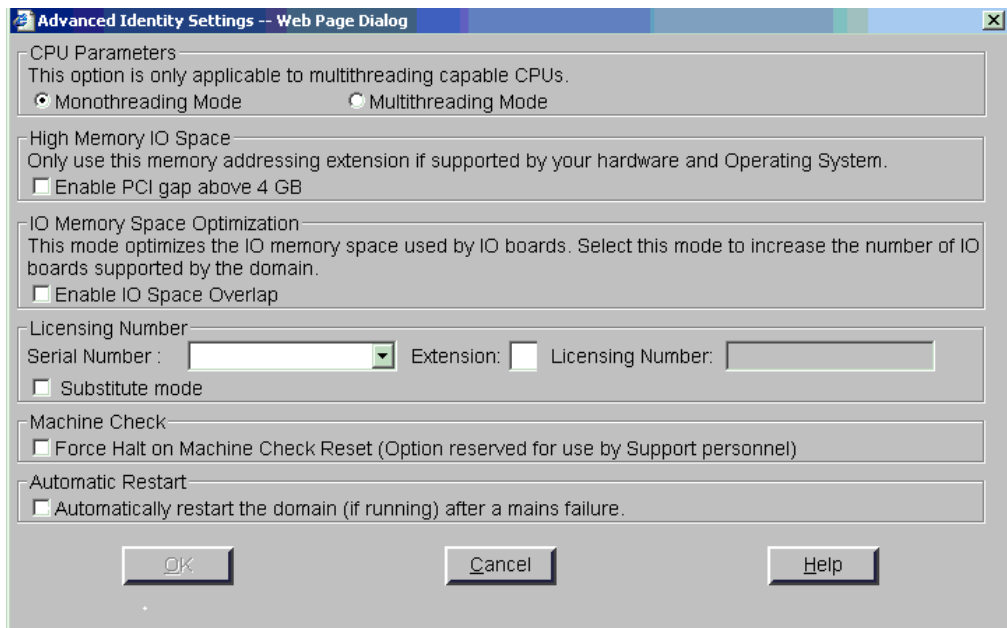 Advanced Identity Settings -- Web Page Dialog
CPU Parameters
This option is only applicable to multithreading capable CPUs.
Monothreading Mode Multithreading Mode
High Memory IO Space
Only use this memory addressing extension if supported by your hardware and Operating System.
Enable PCI gap above 4 GB
IO Memory Space Optimization
This mode optimizes the IO memory space used by IO boards. Select this mode to increase the number of IO
boards supported by the domain.
Enable IO Space Overlap
Licensing Number
Serial Number : Extension: Licensing Number:
Substitute mode
Machine Check
Force Halt on Machine Check Reset (Option reserved for use by Support personnel)
Automatic Restart
Automatically restart the domain (if running) after a mains failure.
OK Cancel Help